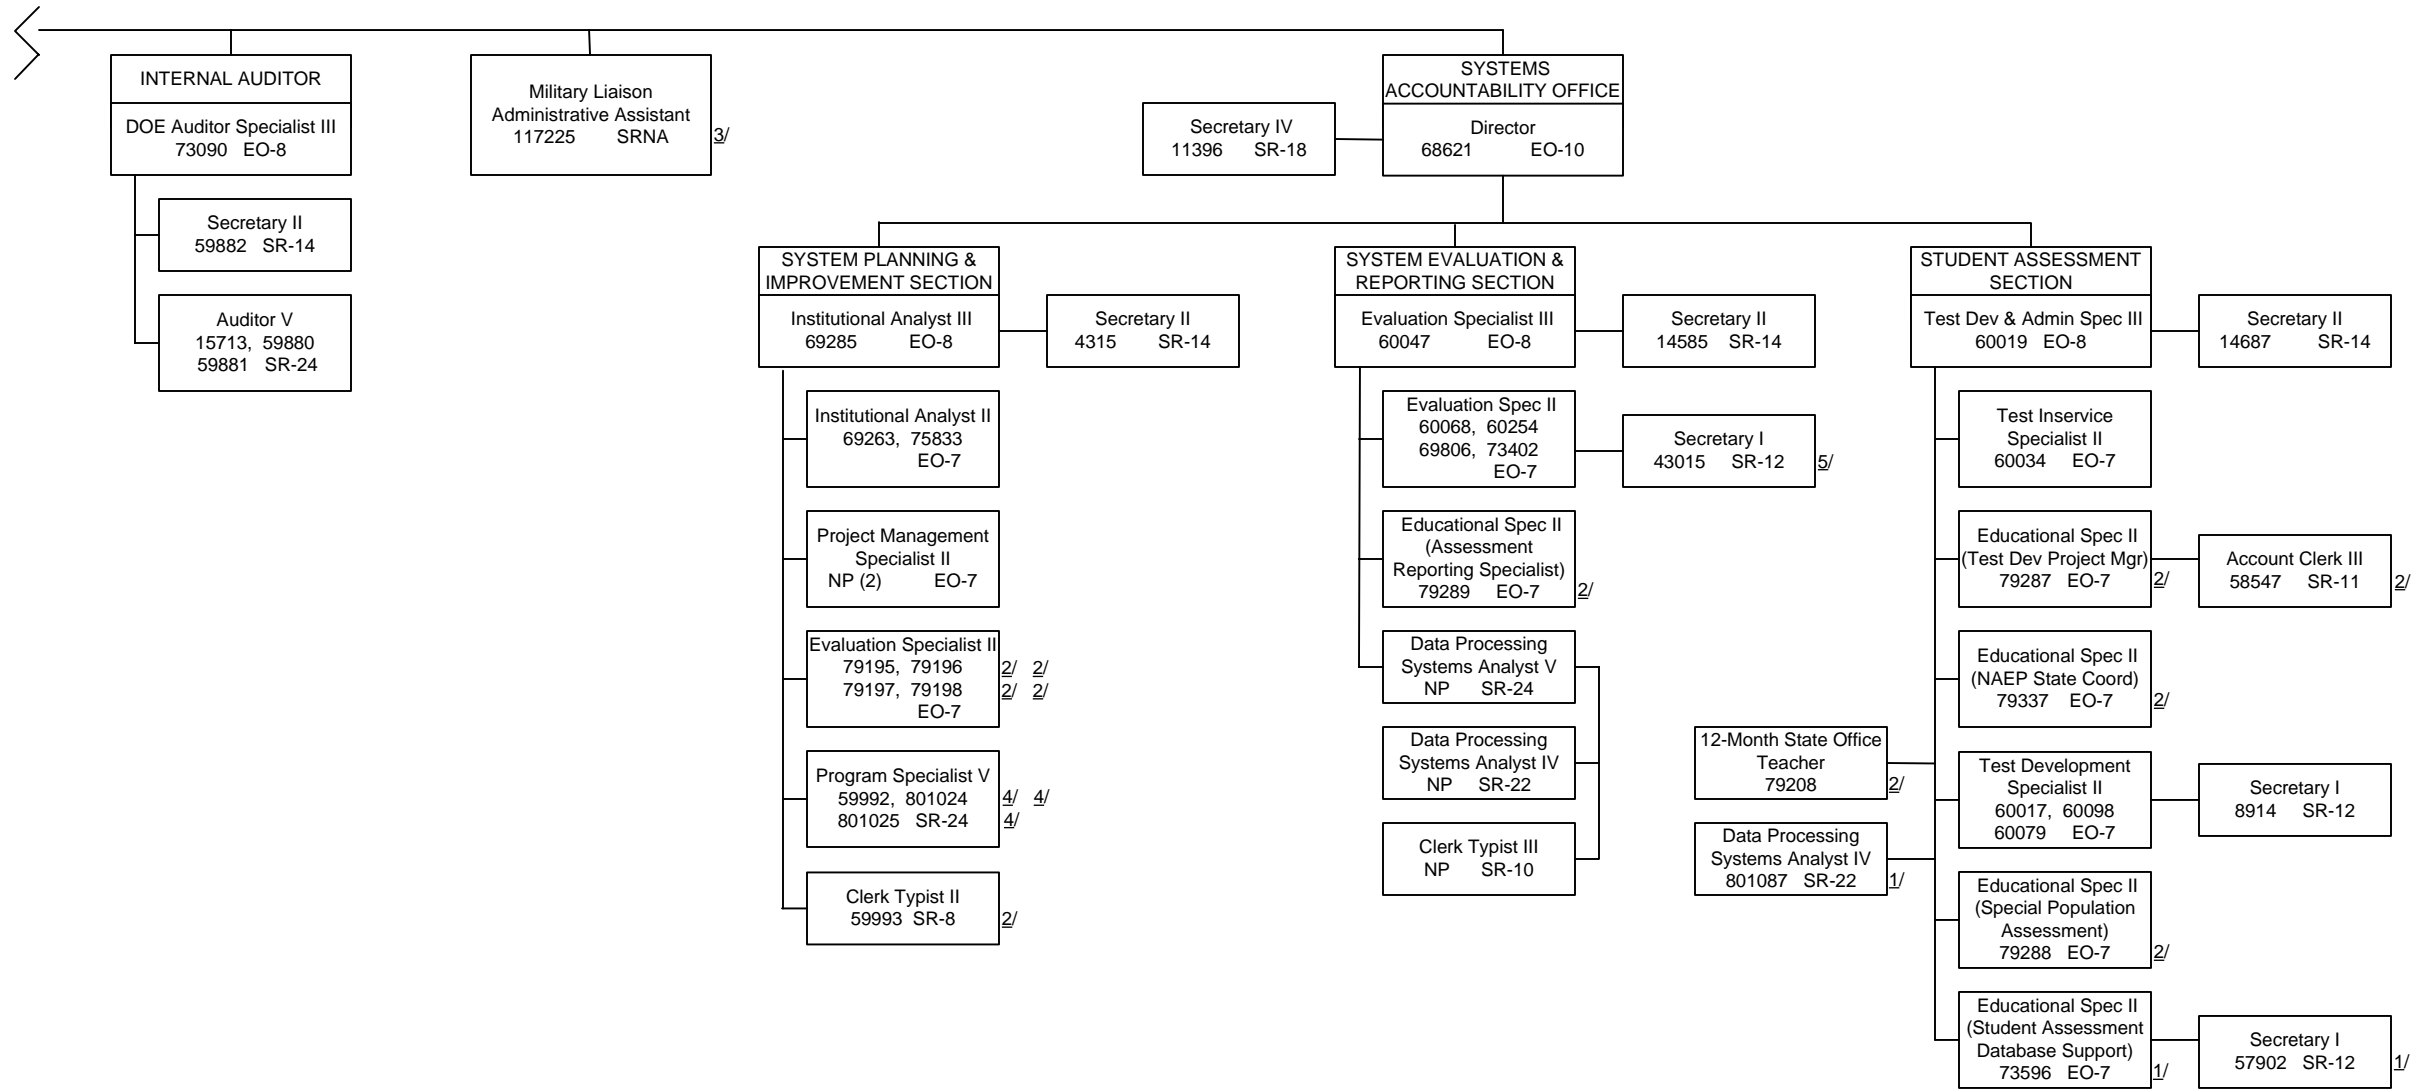 INTERNAL AUDITOR
DOE Auditor Specialist III
73090 EO-8
Secretary II
59882 SR-14
Auditor V
15713, 59880
59881 SR-24
Military Liaison
Administrative Assistant
117225 SRNA 3/
SYSTEMS
ACCOUNTABILITY OFFICE
Director
68621 EO-10
Secretary IV
11396 SR-18
SYSTEM PLANNING &
IMPROVEMENT SECTION
Institutional Analyst III
69285 EO-8
Secretary II
4315 SR-14
Institutional Analyst II
69263, 75833
EO-7
Project Management
Specialist II
NP (2) EO-7
Evaluation Specialist II
79195, 79196 2/ 2/
79197, 79198 2/ 2/
EO-7
Program Specialist V
59992, 801024 4/ 4/
801025 SR-24 4/
Clerk Typist II
59993 SR-8 2/
SYSTEM EVALUATION &
REPORTING SECTION
Evaluation Specialist III
60047 EO-8
Secretary II
14585 SR-14
Evaluation Spec II
60068, 60254
69806, 73402
EO-7
Secretary I
43015 SR-12 5/
Educational Spec II
(Assessment
Reporting Specialist)
79289 EO-7 2/
Data Processing
Systems Analyst V
NP SR-24
Data Processing
Systems Analyst IV
NP SR-22
Clerk Typist III
NP SR-10
STUDENT ASSESSMENT
SECTION
Test Dev & Admin Spec III
60019 EO-8
Secretary II
14687 SR-14
Test Inservice
Specialist II
60034 EO-7
Educational Spec II
(Test Dev Project Mgr)
79287 EO-7 2/
Account Clerk III
58547 SR-11 2/
Educational Spec II
(NAEP State Coord)
79337 EO-7 2/
12-Month State Office
Teacher
79208 2/
Test Development
Specialist II
60017, 60098
60079 EO-7
Secretary I
8914 SR-12
Data Processing
Systems Analyst IV
801087 SR-22 1/
Educational Spec II
(Special Population
Assessment)
79288 EO-7 2/
Educational Spec II
(Student Assessment
Database Support)
73596 EO-7 1/
Secretary I
57902 SR-12 1/